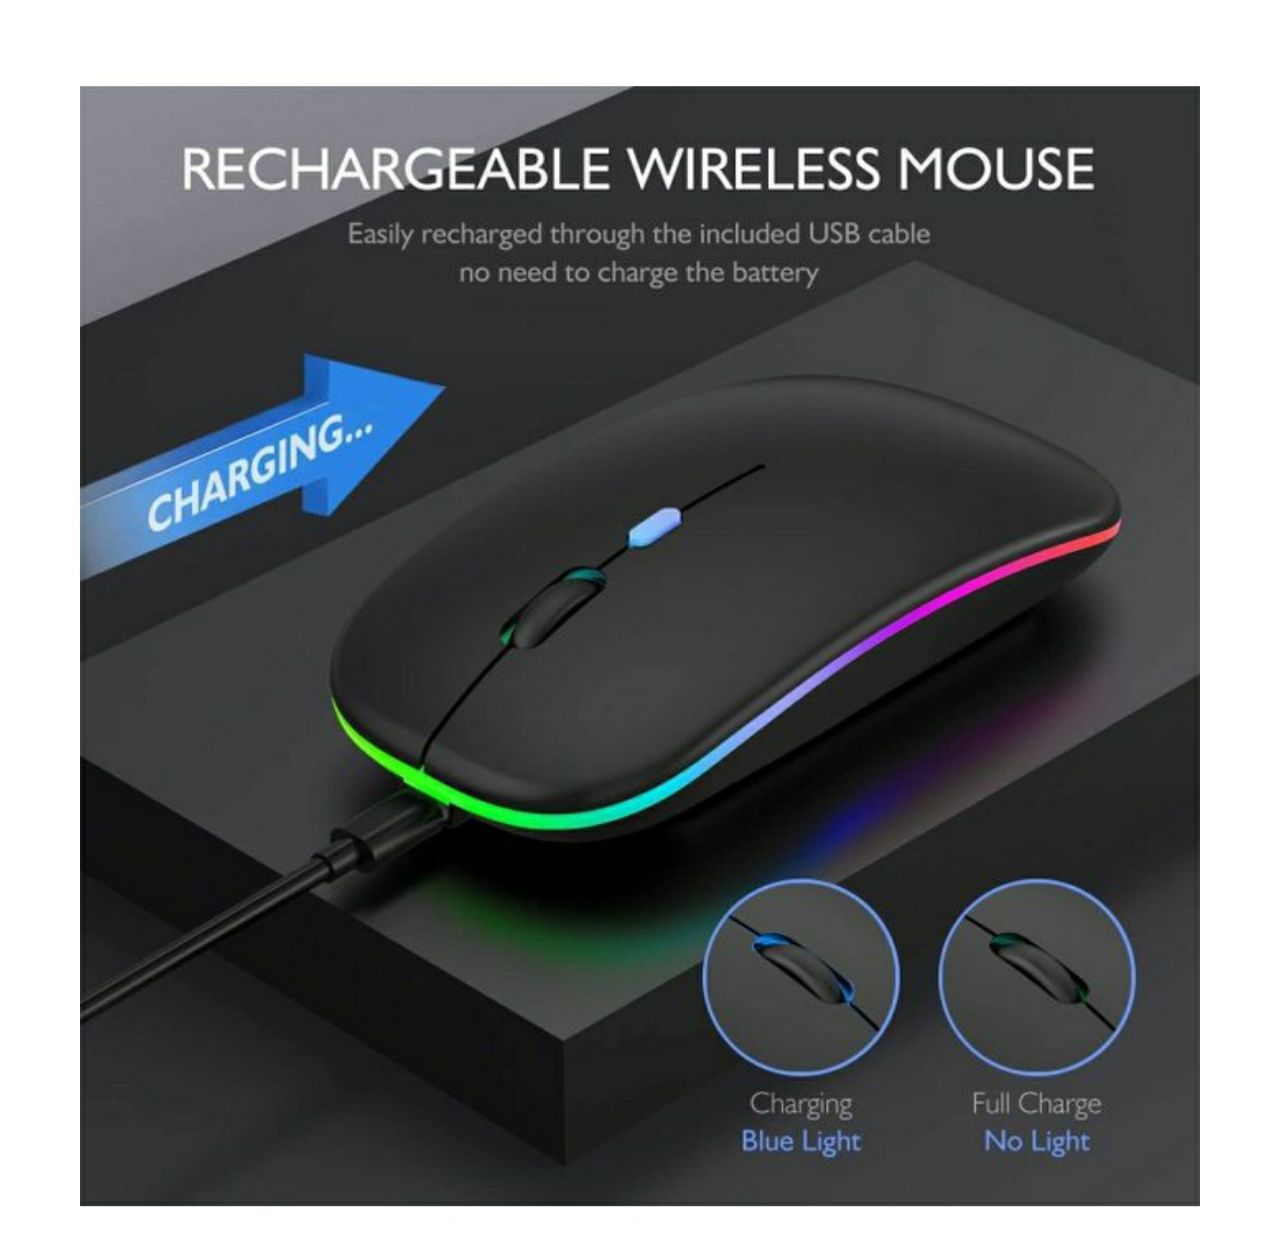 RECHARGEABLE WIRELESS MOUSE
Easily recharged through the included USB cable
no need to charge the battery
CHARGING...
Charging
Blue Light
Full Charge
No Light